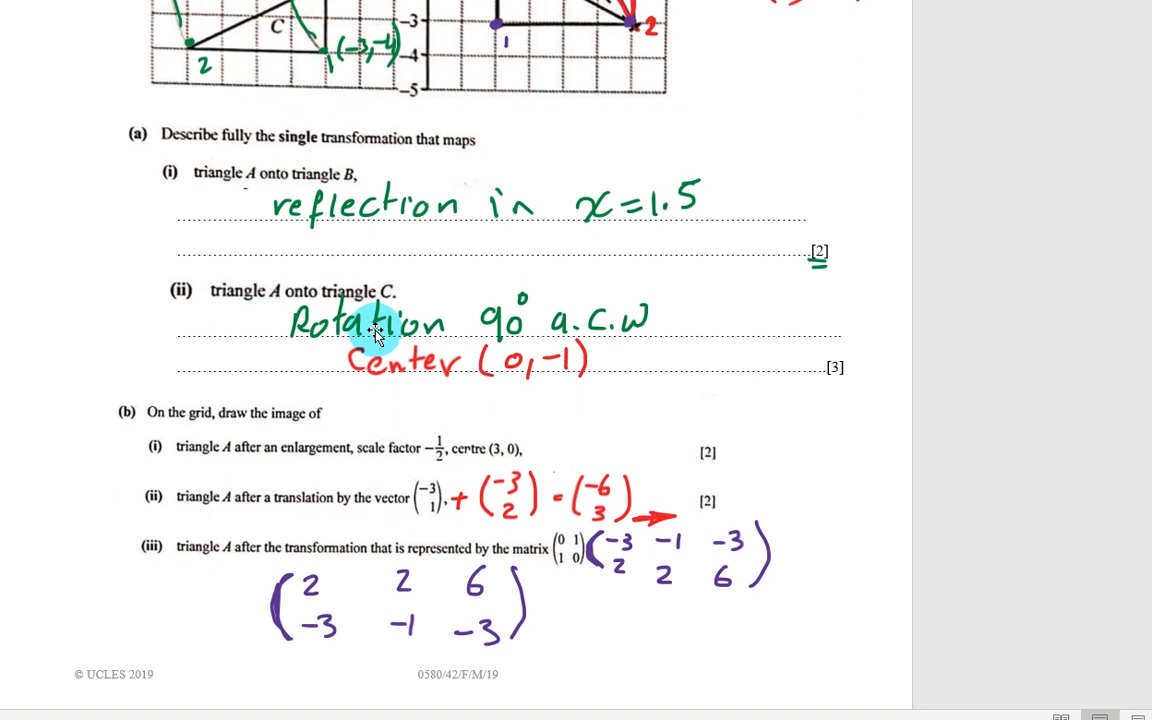 -3
2
C
1
2
(-3,-4)
-4
1
-5
(a) Describe fully the single transformation that maps
(i) triangle A onto triangle B,
reflection in x=1.5
[2]
(ii) triangle A onto triangle C.
Rotation 90° a.c.w
Center (0,-1)
[3]
(b) On the grid, draw the image of
(i) triangle A after an enlargement, scale factor -1/2, centre (3, 0), [2]
(ii) triangle A after a translation by the vector (-3 1). + (-3 2) = (-6 3) → [2]
(iii) triangle A after the transformation that is represented by the matrix (0 1 1 0) (-3 -1 -3
2 2 6)
(2 2 6
-3 -1 -3)
© UCLES 2019 0580/42/F/M/19